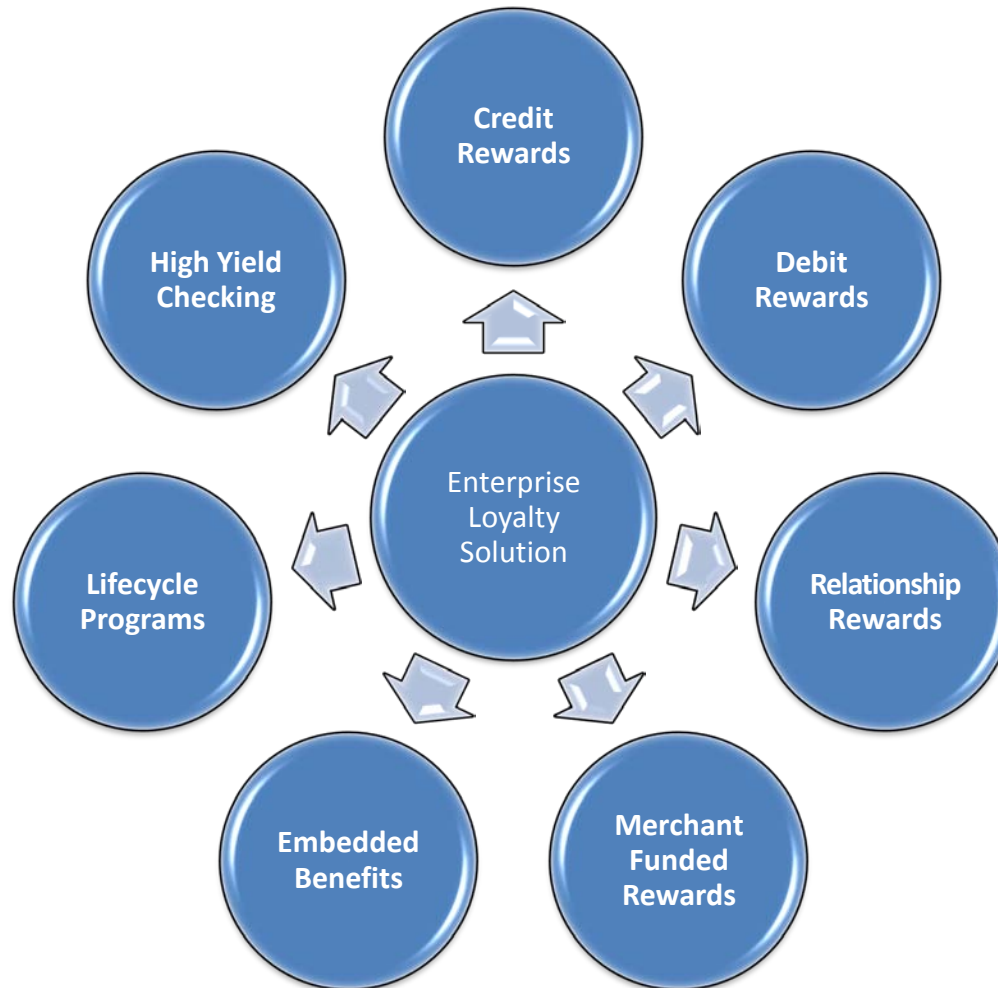 Credit
Rewards
High Yield
Checking
Debit
Rewards
Enterprise
Loyalty
Solution
Lifecycle
Programs
Relationship
Rewards
Embedded
Benefits
Merchant
Funded
Rewards